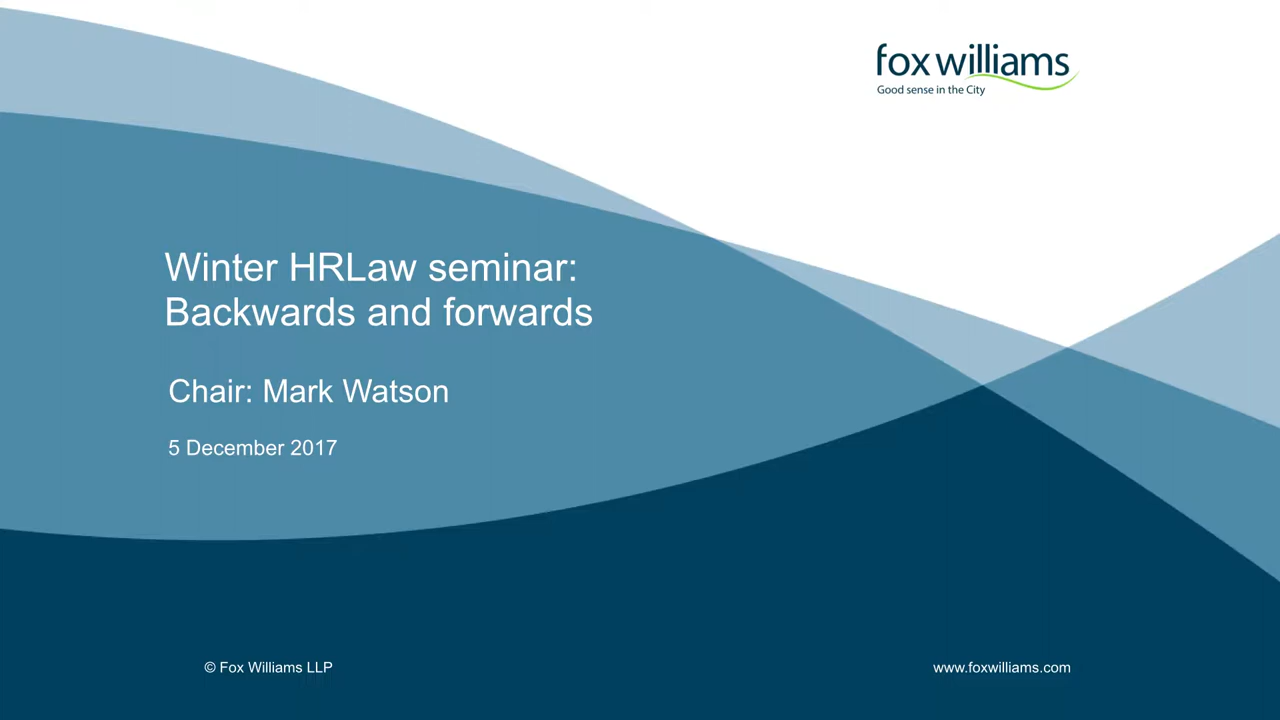 fox williams
Good sense in the City
Winter HRLaw seminar:
Backwards and forwards
Chair: Mark Watson
5 December 2017
© Fox Williams LLP
www.foxwilliams.com